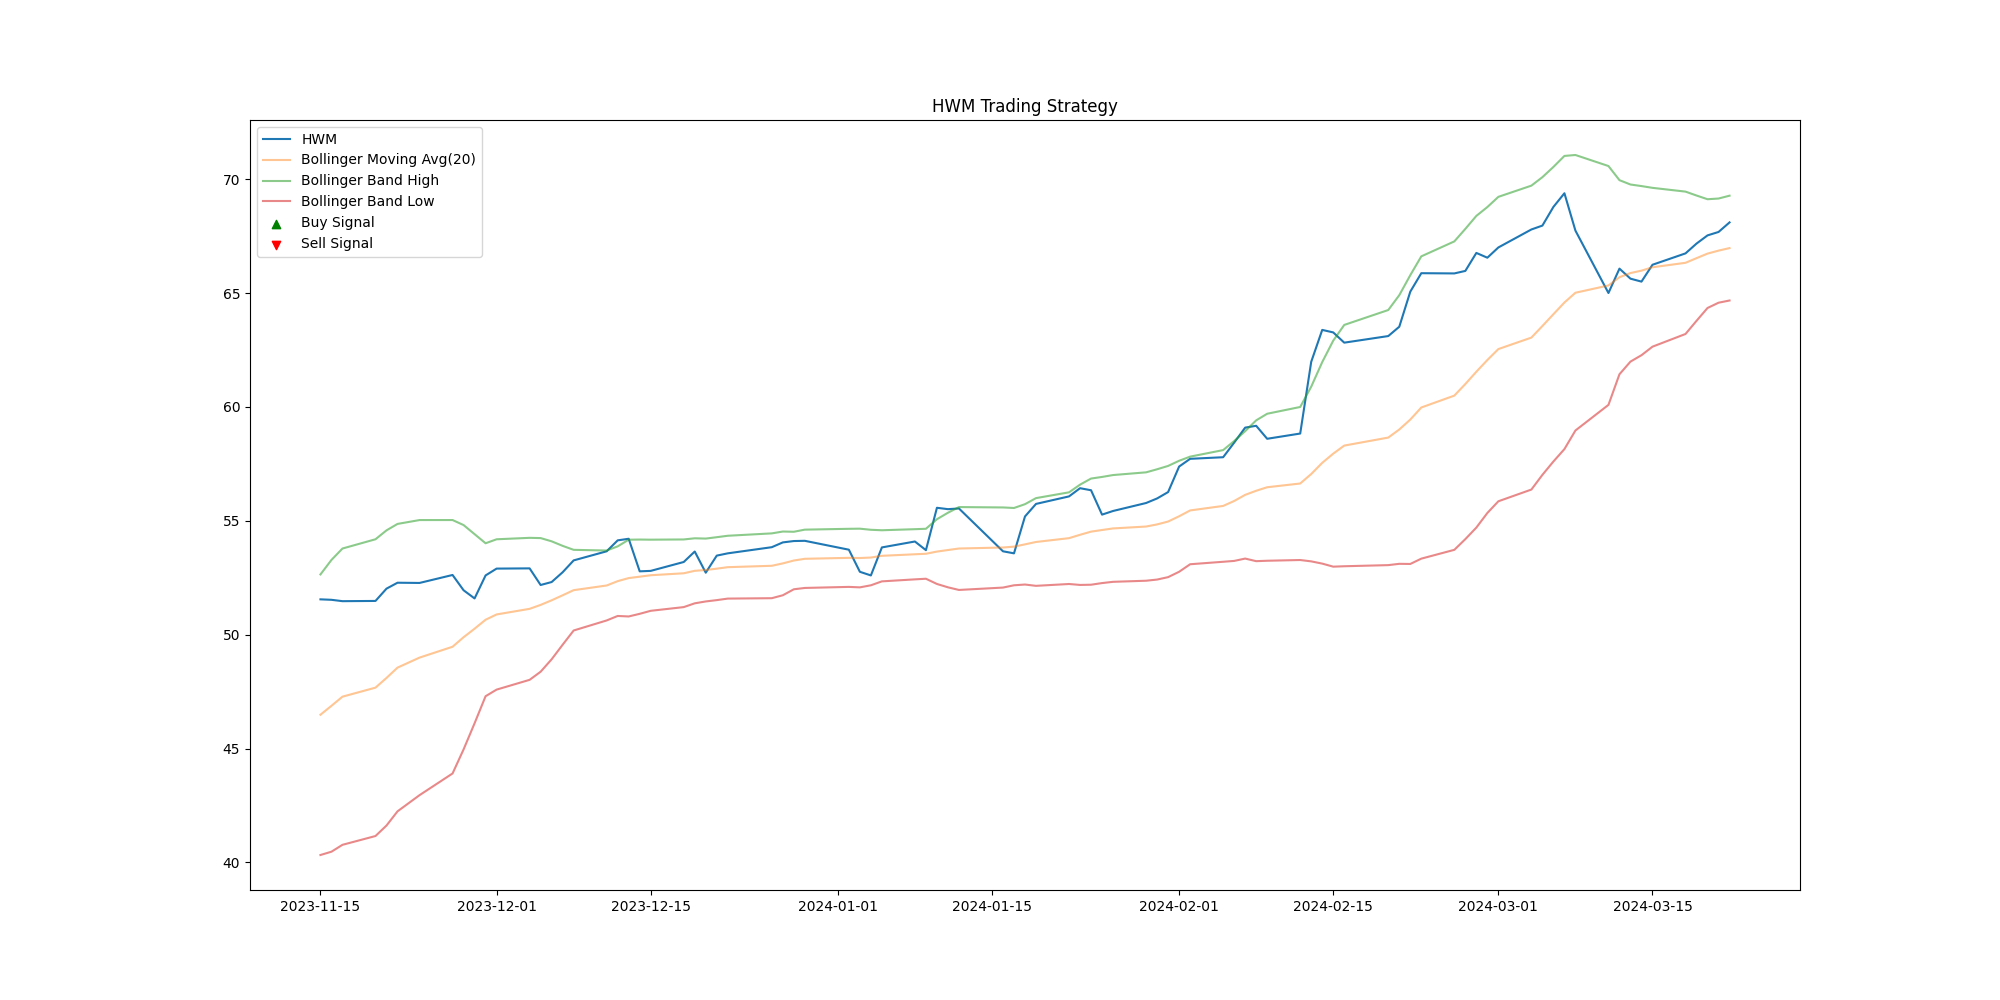 HWM Trading Strategy
HWM
Bollinger Moving Avg(20)
Bollinger Band High
Bollinger Band Low
Buy Signal
Sell Signal
70
65
60
55
50
45
40
2023-11-15 2023-12-01 2023-12-15 2024-01-01 2024-01-15 2024-02-01 2024-02-15 2024-03-01 2024-03-15